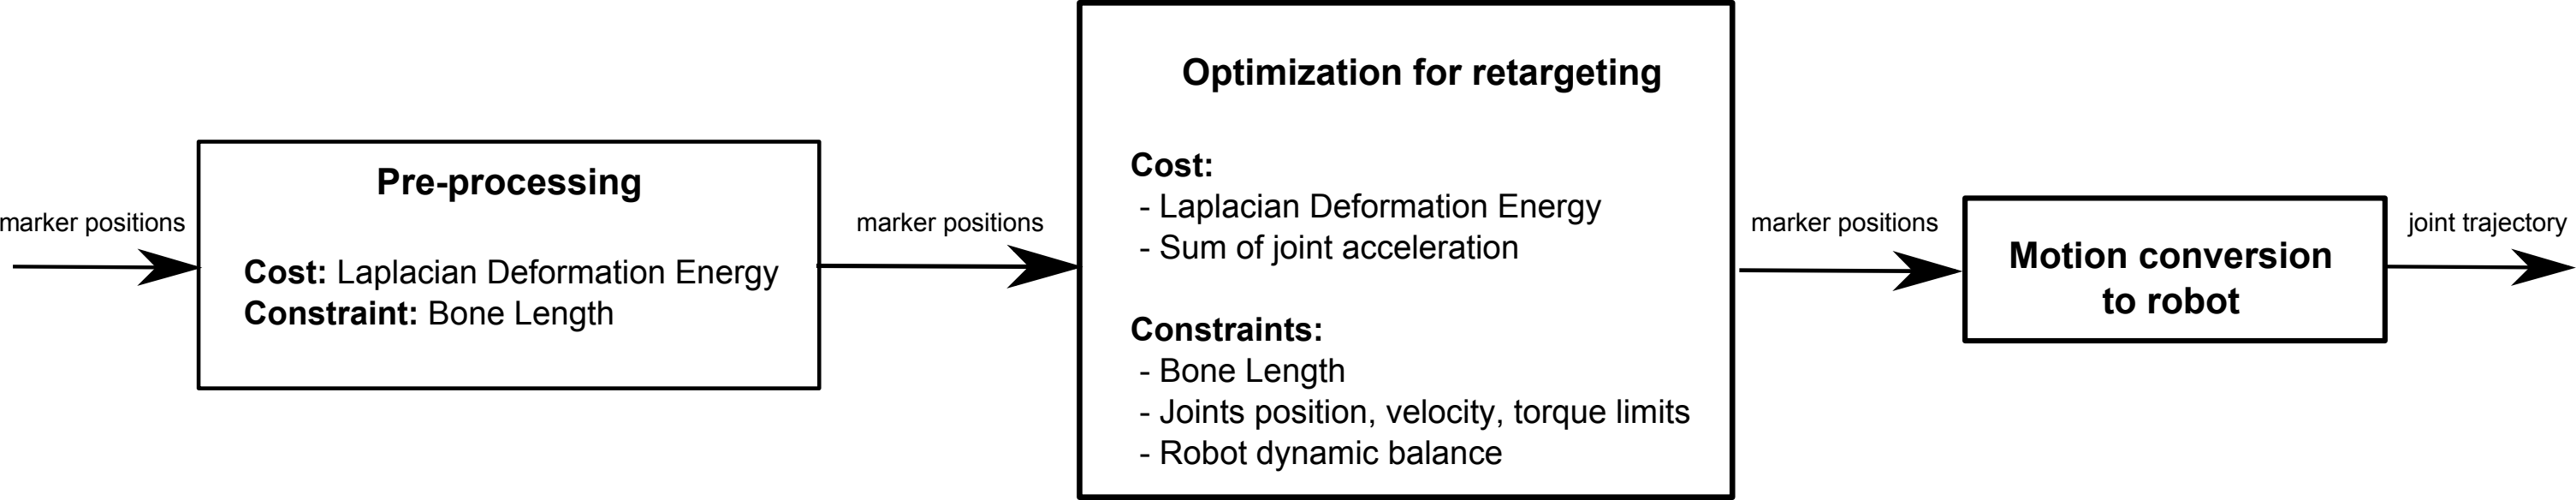 marker positions
Pre-processing
Cost: Laplacian Deformation Energy
Constraint: Bone Length
marker positions
Optimization for retargeting
Cost:
- Laplacian Deformation Energy
- Sum of joint acceleration
Constraints:
- Bone Length
- Joints position, velocity, torque limits
- Robot dynamic balance
marker positions
Motion conversion
to robot
joint trajectory